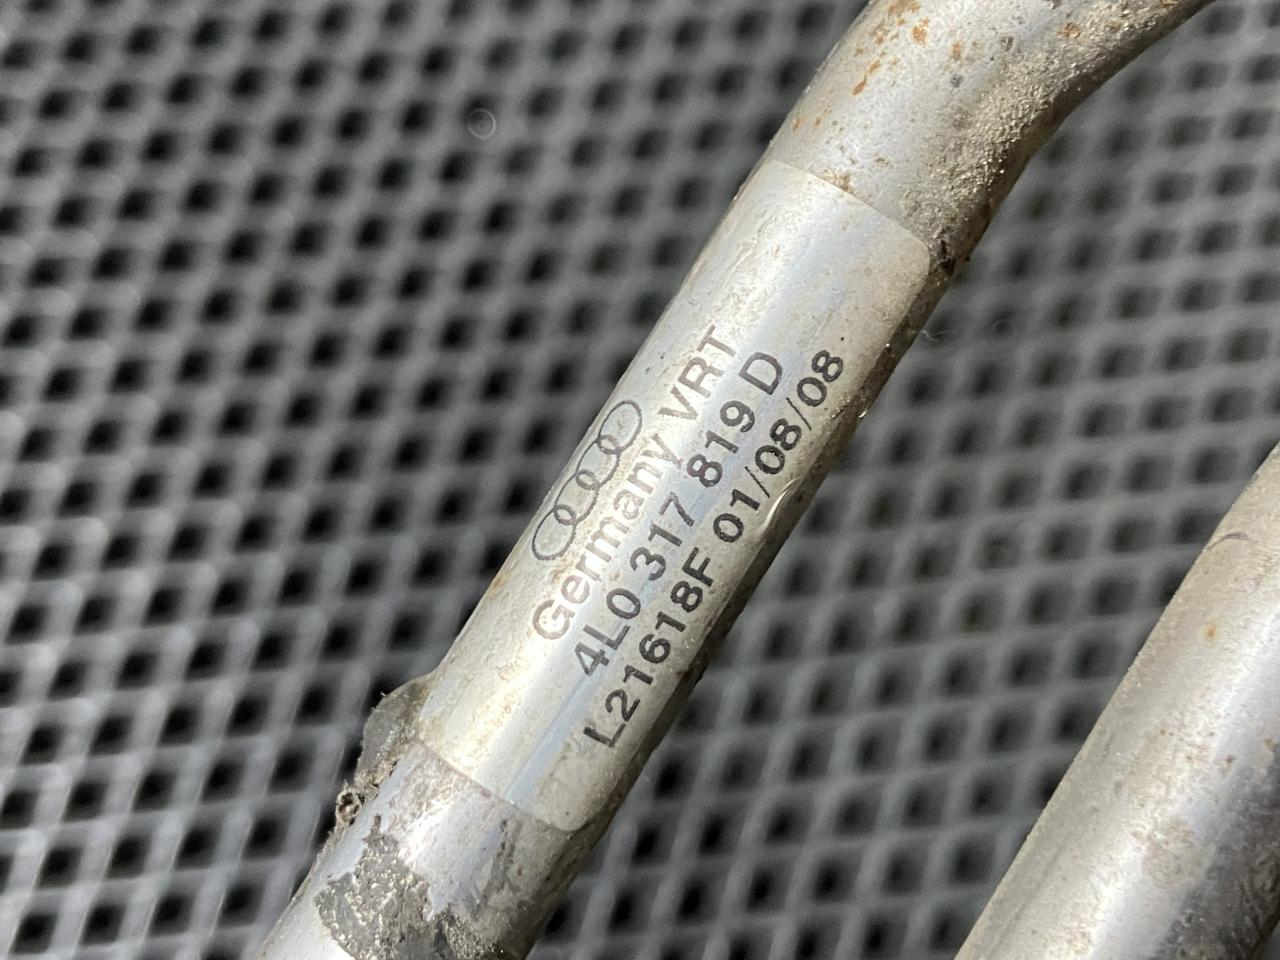 Germany VRT
4L0 317 819 D
L21618F 01/08/08